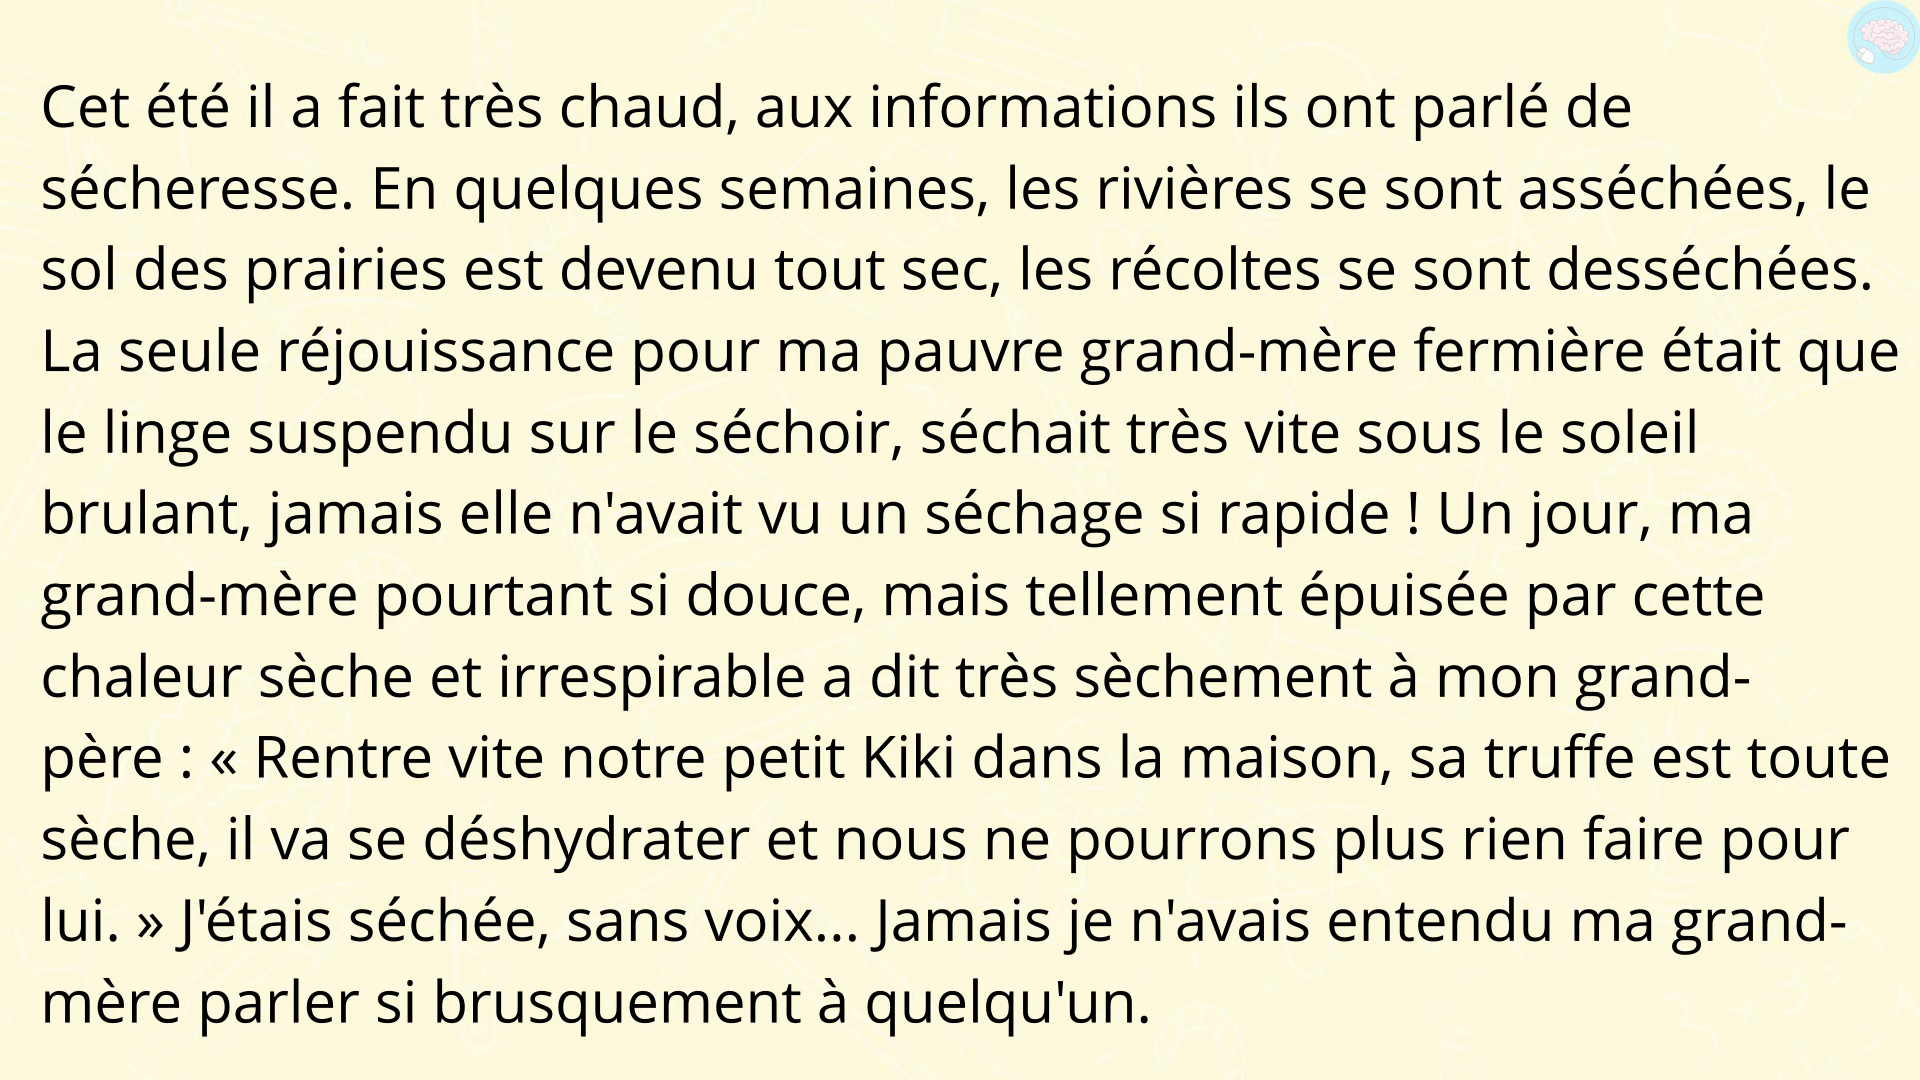 Cet été il a fait très chaud, aux informations ils ont parlé de
sécheresse. En quelques semaines, les rivières se sont asséchées, le
sol des prairies est devenu tout sec, les récoltes se sont desséchées.
La seule réjouissance pour ma pauvre grand-mère fermière était que
le linge suspendu sur le séchoir, séchait très vite sous le soleil
brulant, jamais elle n'avait vu un séchage si rapide ! Un jour, ma
grand-mère pourtant si douce, mais tellement épuisée par cette
chaleur sèche et irrespirable a dit très sèchement à mon grand-
père : « Rentre vite notre petit Kiki dans la maison, sa truffe est toute
sèche, il va se déshydrater et nous ne pourrons plus rien faire pour
lui. » J'étais séchée, sans voix... Jamais je n'avais entendu ma grand-
mère parler si brusquement à quelqu'un.